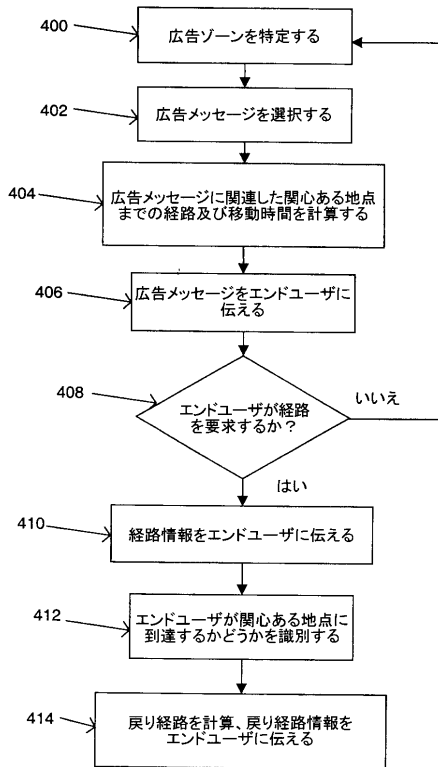 400
広告ゾーンを特定する
402
広告メッセージを選択する
404
広告メッセージに関連した関心ある地点
までの経路及び移動時間を計算する
406
広告メッセージをエンドユーザに
伝える
408
エンドユーザが経路
を要求するか？
いいえ
はい
410
経路情報をエンドユーザに伝える
412
エンドユーザが関心ある地点に
到達するかどうかを識別する
414
戻り経路を計算、戻り経路情報を
エンドユーザに伝える